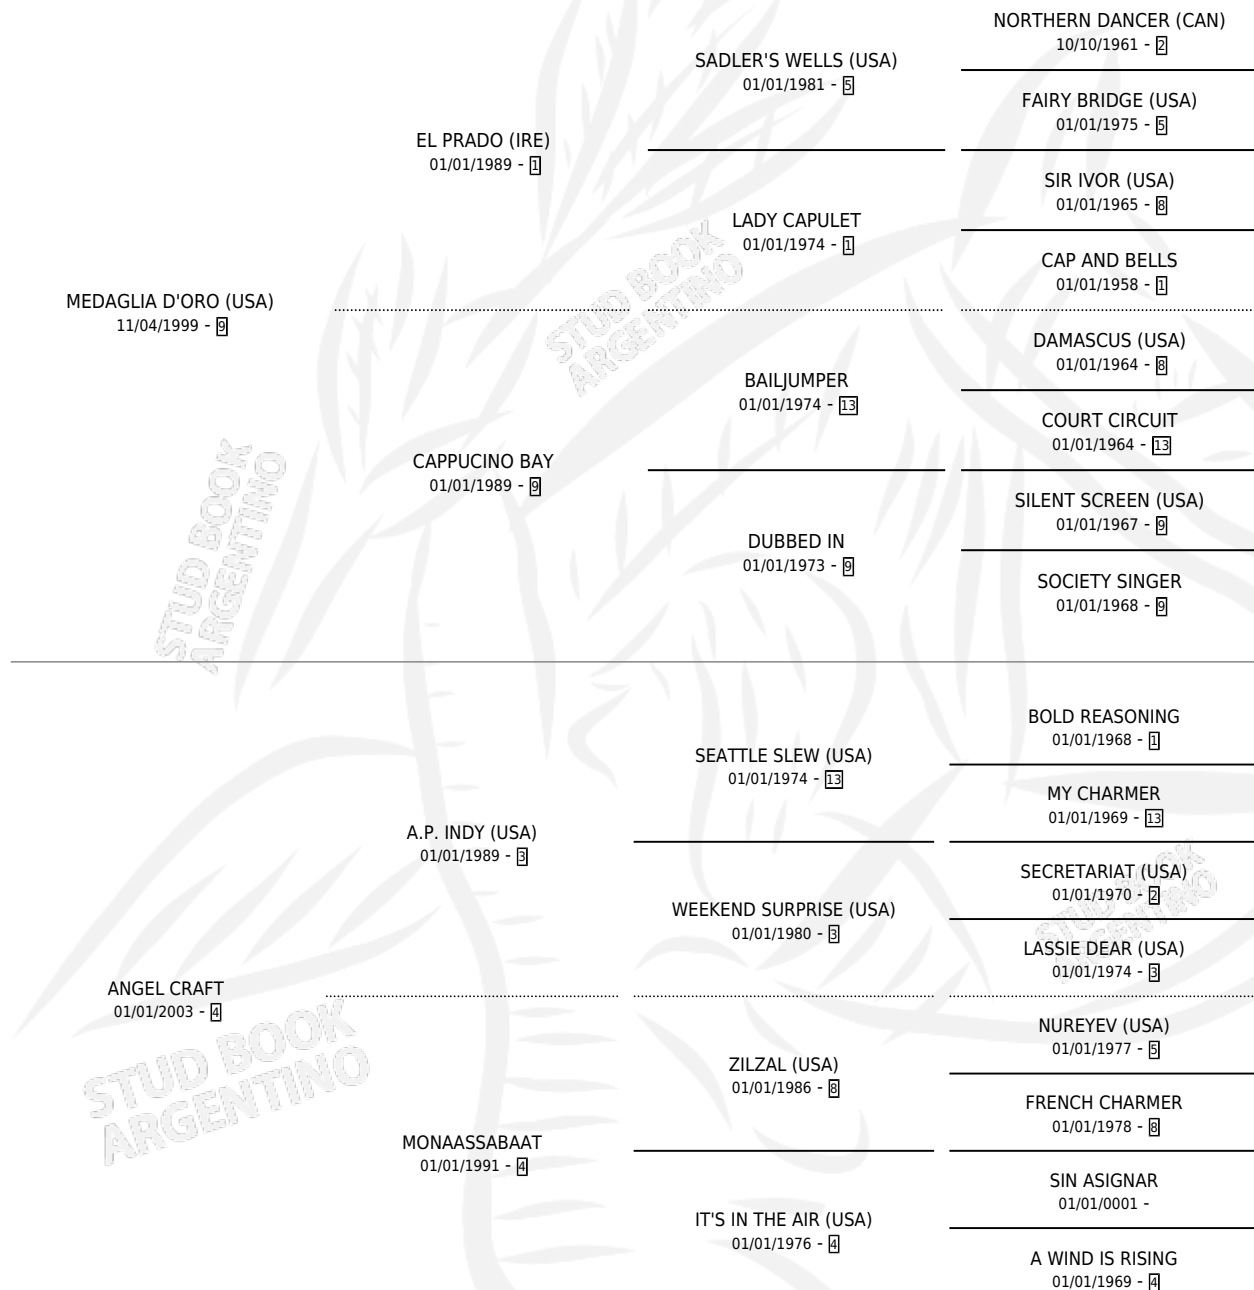 NORTHERN DANCER (CAN)
10/10/1961 - 2
SADLER'S WELLS (USA)
01/01/1981 - 5
FAIRY BRIDGE (USA)
01/01/1975 - 5
EL PRADO (IRE)
01/01/1989 - 1
SIR IVOR (USA)
01/01/1965 - 8
LADY CAPULET
01/01/1974 - 1
CAP AND BELLS
01/01/1958 - 1
MEDAGLIA D'ORO (USA)
11/04/1999 - 9
DAMASCUS (USA)
01/01/1964 - 8
BAILJUMPER
01/01/1974 - 13
COURT CIRCUIT
01/01/1964 - 13
CAPPUCINO BAY
01/01/1989 - 9
SILENT SCREEN (USA)
01/01/1967 - 9
DUBBED IN
01/01/1973 - 9
SOCIETY SINGER
01/01/1968 - 9
BOLD REASONING
01/01/1968 - 1
SEATTLE SLEW (USA)
01/01/1974 - 13
MY CHARMER
01/01/1969 - 13
A.P. INDY (USA)
01/01/1989 - 3
SECRETARIAT (USA)
01/01/1970 - 2
WEEKEND SURPRISE (USA)
01/01/1980 - 3
LASSIE DEAR (USA)
01/01/1974 - 3
ANGEL CRAFT
01/01/2003 - 4
NUREYEV (USA)
01/01/1977 - 5
ZILZAL (USA)
01/01/1986 - 8
FRENCH CHARMER
01/01/1978 - 8
MONAASSABAAT
01/01/1991 - 4
SIN ASIGNAR
01/01/0001 -
IT'S IN THE AIR (USA)
01/01/1976 - 4
A WIND IS RISING
01/01/1969 - 4
STUD BOOK
ARGENTINO
STUD BOOK
ARGENTINO
STUD BOOK
ARGENTINO
STUD BOOK
ARGENTINO